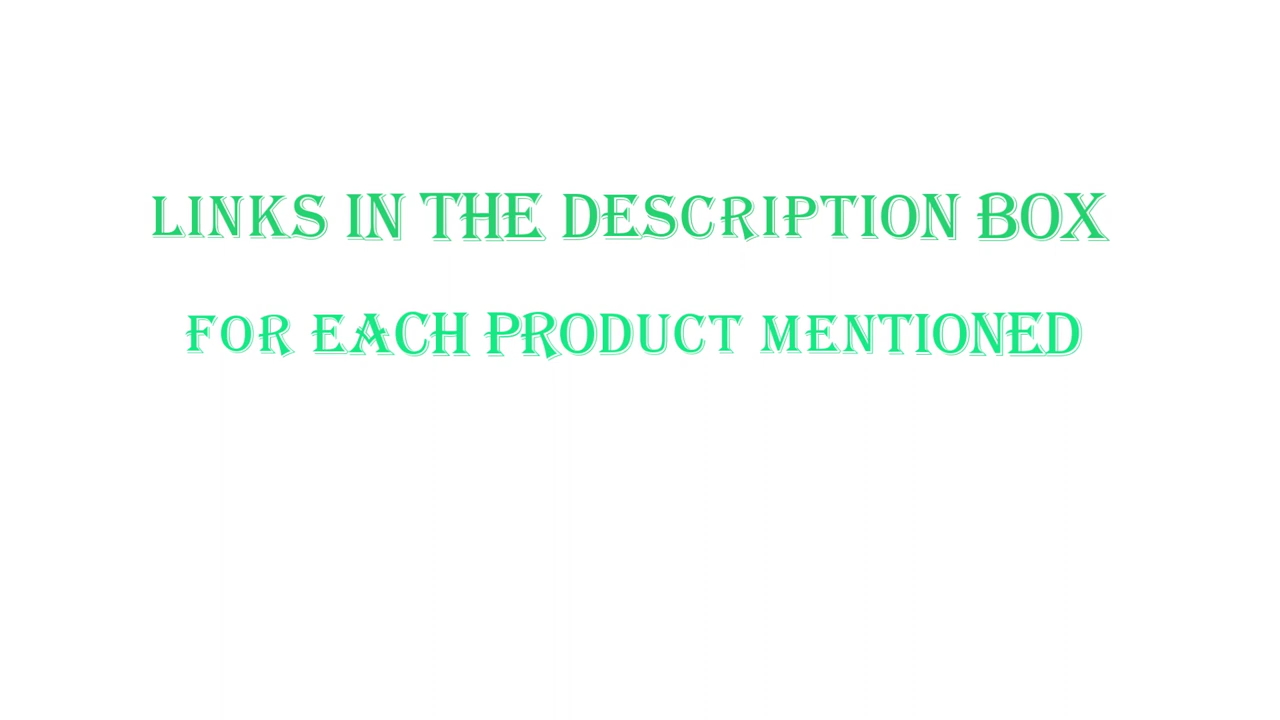 LINKS IN THE DESCRIPTION BOX
FOR EACH PRODUCT MENTIONED